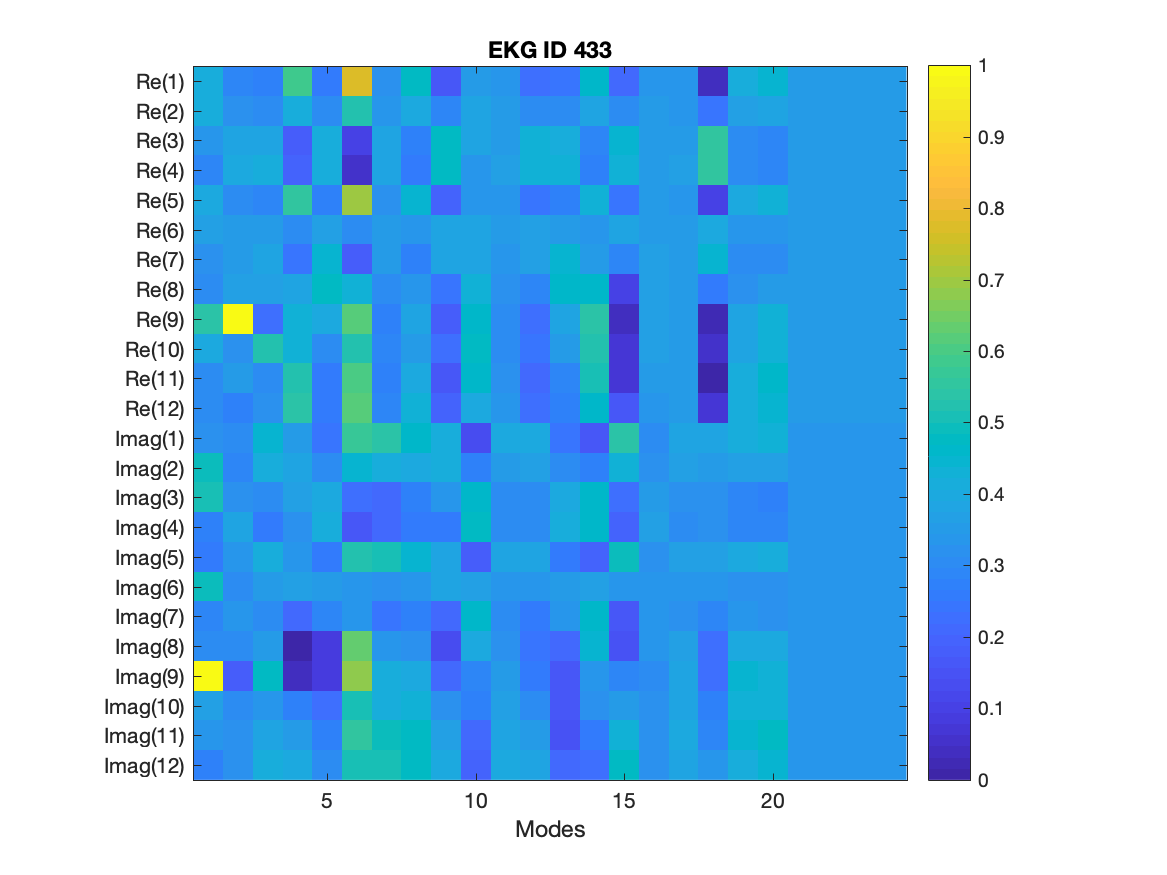 EKG ID 433
Re(1)
Re(2)
Re(3)
Re(4)
Re(5)
Re(6)
Re(7)
Re(8)
Re(9)
Re(10)
Re(11)
Re(12)
Imag(1)
Imag(2)
Imag(3)
Imag(4)
Imag(5)
Imag(6)
Imag(7)
Imag(8)
Imag(9)
Imag(10)
Imag(11)
Imag(12)
5 10 15 20
Modes
1
0.9
0.8
0.7
0.6
0.5
0.4
0.3
0.2
0.1
0